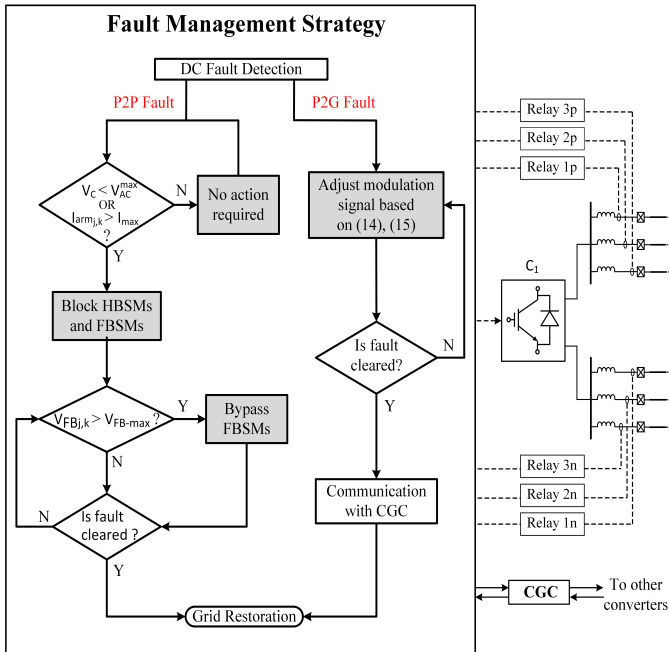 Fault Management Strategy
DC Fault Detection
P2P Fault
P2G Fault
V_C < V_AC^max
OR
I_armj,k > I_max
?
N
Y
No action
required
Adjust modulation
signal based
on (14), (15)
Block HBSMs
and FBSMs
Is fault
cleared?
N
Y
V_FBj,k > V_FB-max ?
Y
N
Bypass
FBSMs
Is fault
cleared ?
N
Y
Communication
with CGC
Grid Restoration
Relay 3p
Relay 2p
Relay 1p
C_1
Relay 3n
Relay 2n
Relay 1n
CGC
To other
converters